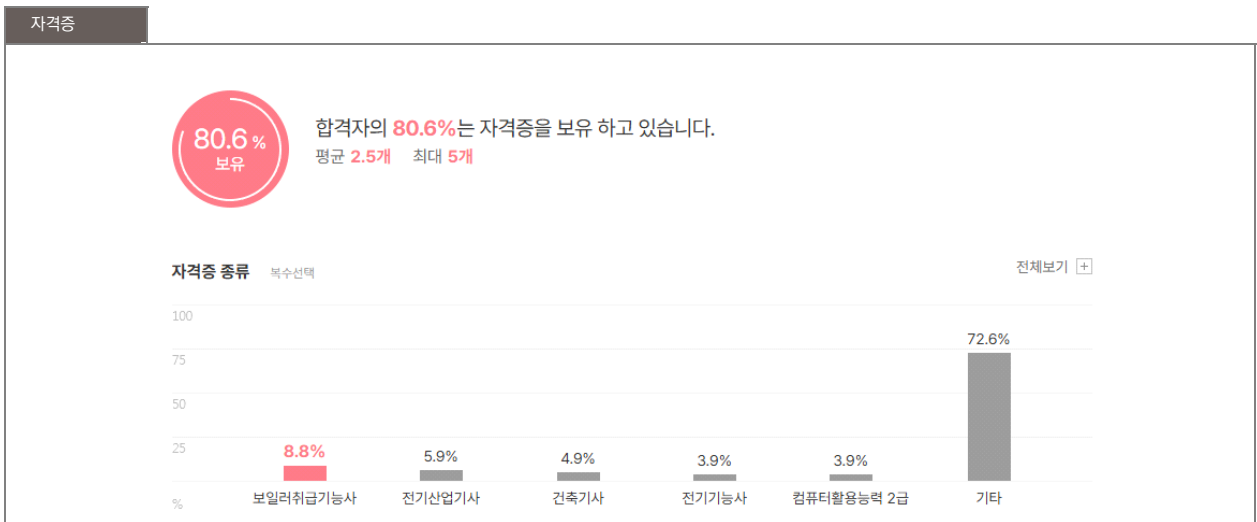 자격증
80.6 %
보유
합격자의 80.6%는 자격증을 보유 하고 있습니다.
평균 2.5개 최대 5개
자격증 종류 복수선택
전체보기 +
100
75
50
25
%
8.8%
5.9%
4.9%
3.9%
3.9%
72.6%
보일러취급기능사
전기산업기사
건축기사
전기기능사
컴퓨터활용능력 2급
기타